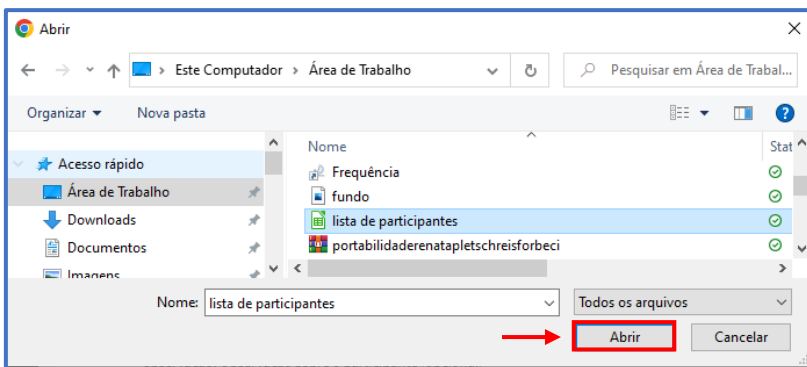 Abrir
Este Computador > Área de Trabalho
Pesquisar em Área de Trabal...
Organizar Nova pasta
Nome Stat
Acesso rápido
Frequência
Área de Trabalho
fundo
Downloads
lista de participantes
Documentos
portabilidaderenatapletschreisforbeci
Imagens
Nome: lista de participantes Todos os arquivos
Abrir Cancelar